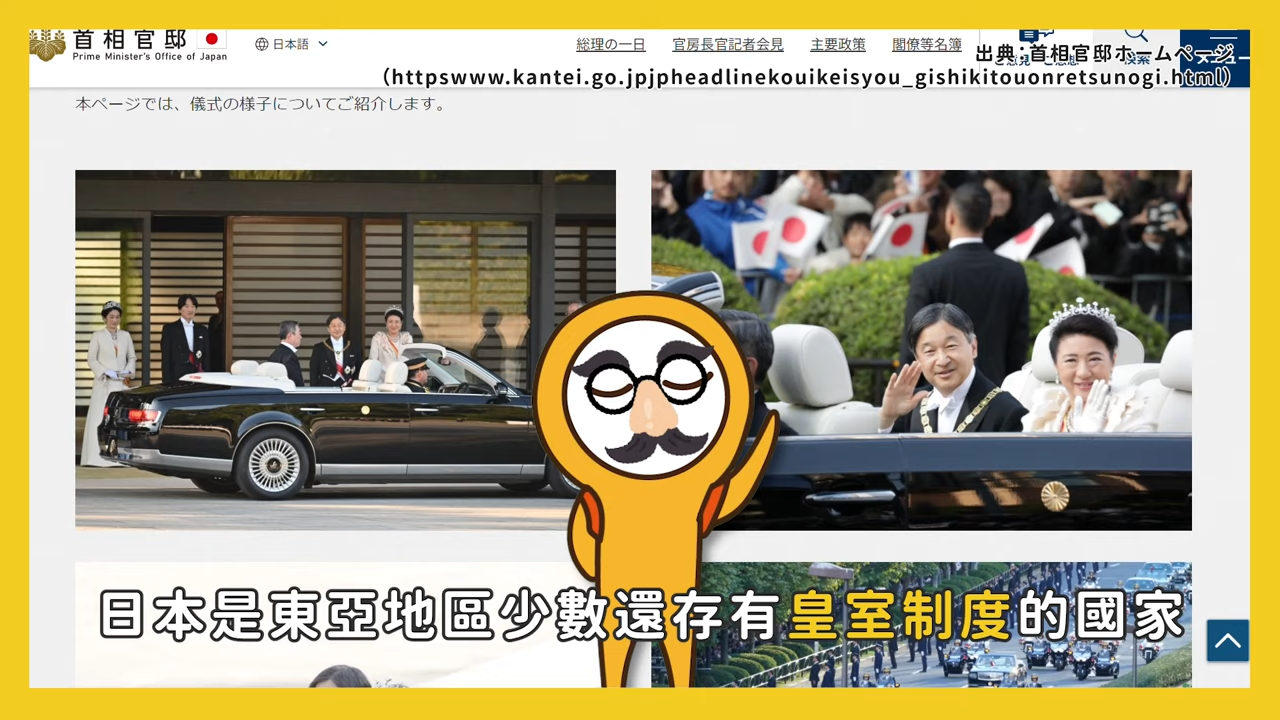 首相官邸
Prime Minister's Office of Japan
日本語
総理の一日
官房長官記者会見
主要政策
閣僚等名簿
出典：首相官邸ホームページ
（httpswww.kantei.go.jpjpheadlinekouikeisyou_gishikitouonretsunogi.html）
本ページでは、儀式の様子についてご紹介します。
日本是東亞地區少數還存有皇室制度的國家